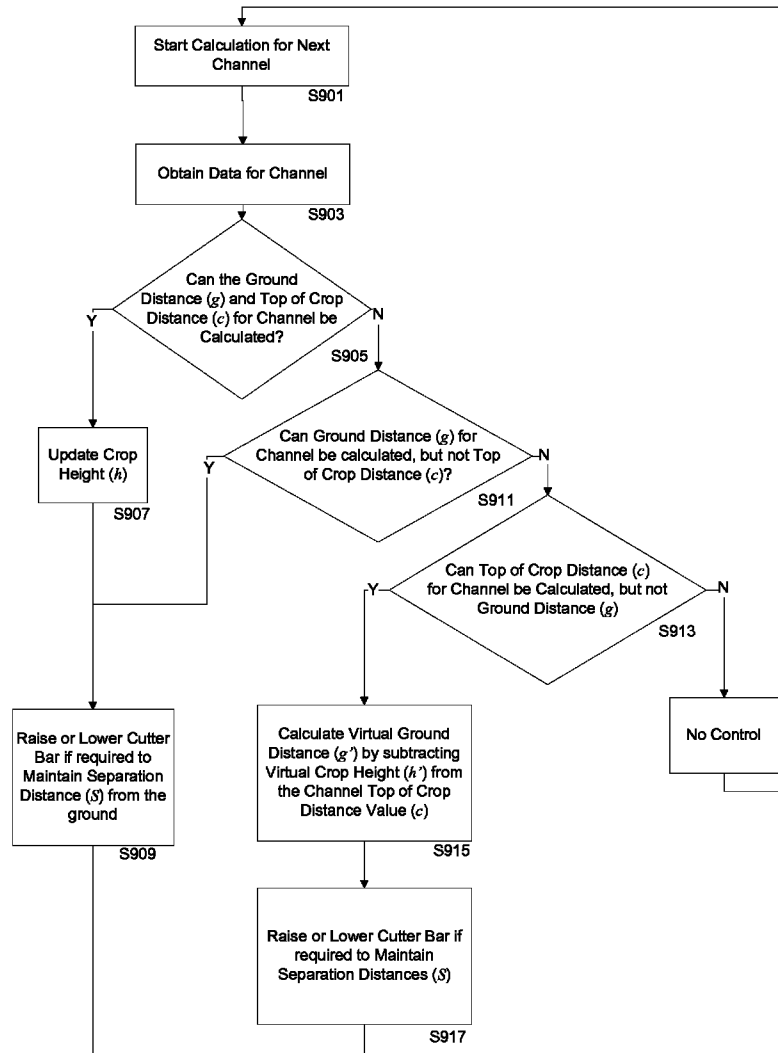 Start Calculation for Next
Channel
S901
Obtain Data for Channel
S903
Can the Ground
Distance (g) and Top of Crop
Distance (c) for Channel be
Calculated?
Y
N
S905
Update Crop
Height (h)
S907
Can Ground Distance (g) for
Channel be calculated, but not Top
of Crop Distance (c)?
Y
N
S911
Can Top of Crop Distance (c)
for Channel be Calculated, but not
Ground Distance (g)
Y
N
S913
Raise or Lower Cutter
Bar if required to
Maintain Separation
Distance (S) from the
ground
S909
Calculate Virtual Ground
Distance (g') by subtracting
Virtual Crop Height (h') from
the Channel Top of Crop
Distance Value (c)
S915
No Control
Raise or Lower Cutter Bar if
required to Maintain
Separation Distances (S)
S917